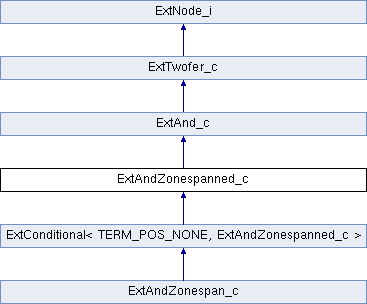 ExtNode_i
ExtTwofer_c
ExtAnd_c
ExtAndZonespanned_c
ExtConditional< TERM_POS_NONE, ExtAndZonespanned_c >
ExtAndZonespan_c